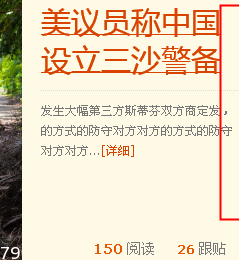 美议员称中国
设立三沙警备
发生大幅第三方斯蒂芬双方商定发，
的方式的防守对方对方的方式的防守
对方对方...[详细]
79
150 阅读 26 跟贴